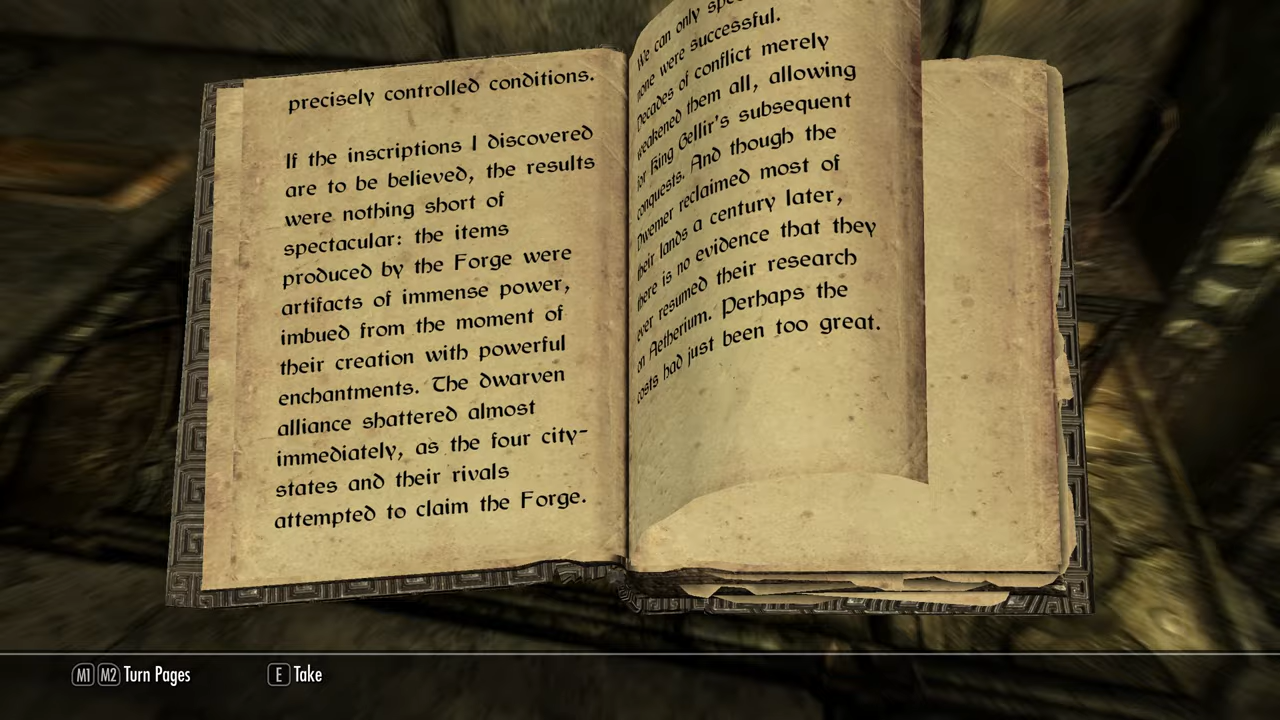 precisely controlled conditions.
If the inscriptions I discovered
are to be believed, the results
were nothing short of
spectacular: the items
produced by the Forge were
artifacts of immense power,
imbued from the moment of
their creation with powerful
enchantments. The dwarven
alliance shattered almost
immediately, as the four city-
states and their rivals
attempted to claim the Forge.
We can only
none were successful.
Decades of conflict merely
weakened them all, allowing
for King Gellir's subsequent
conquests. And though the
Dwemer reclaimed most of
their lands a century later,
there is no evidence that they
ever resumed their research
on Aetherium. Perhaps the
costs had just been too great.
M1 M2 Turn Pages
E Take